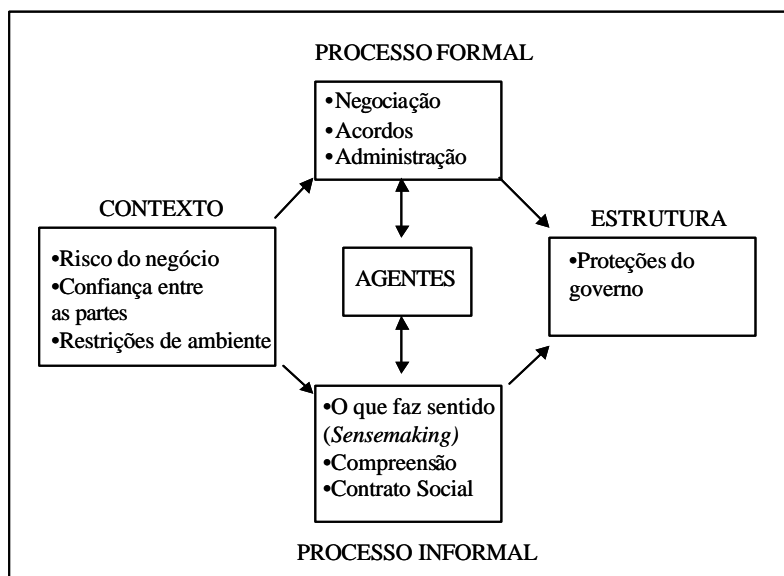 PROCESSO FORMAL
•Negociação
•Acordos
•Administração
CONTEXTO
•Risco do negócio
•Confiança entre
as partes
•Restrições de ambiente
AGENTES
ESTRUTURA
•Proteções do
governo
•O que faz sentido
(Sensemaking)
•Compreensão
•Contrato Social
PROCESSO INFORMAL